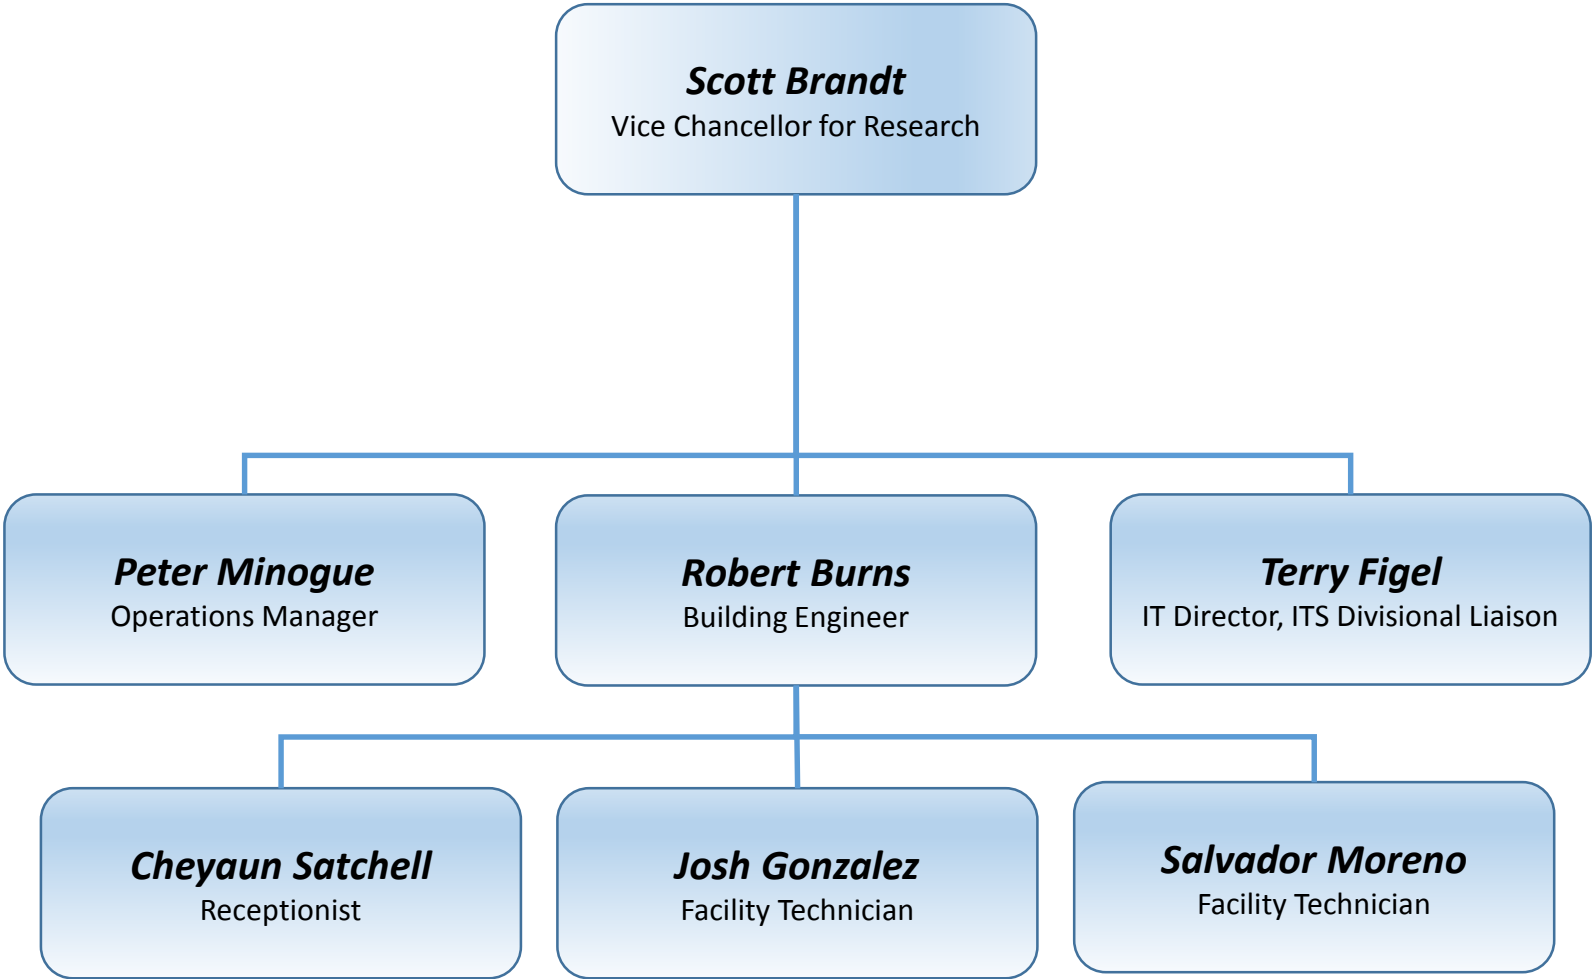 Scott Brandt
Vice Chancellor for Research
Peter Minogue
Operations Manager
Robert Burns
Building Engineer
Terry Figel
IT Director, ITS Divisional Liaison
Cheyaun Satchell
Receptionist
Josh Gonzalez
Facility Technician
Salvador Moreno
Facility Technician